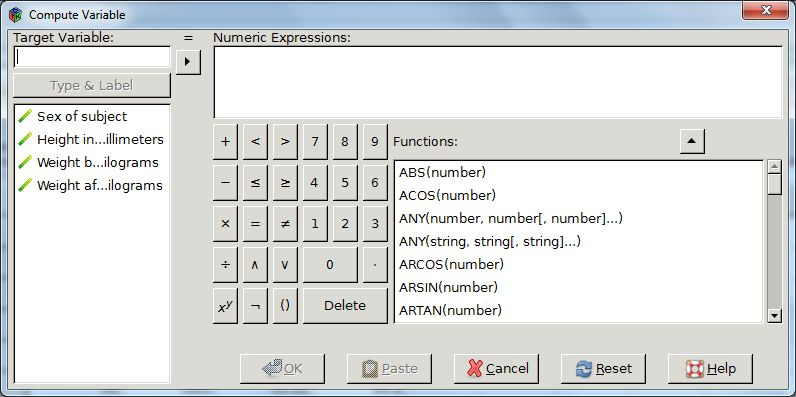 Compute Variable
Target Variable:
=
Numeric Expressions:
Type & Label
Sex of subject
Height in...illimeters
Weight b...ilograms
Weight af...ilograms
+ < > 7 8 9
− ≤ ≥ 4 5 6
× = ≠ 1 2 3
÷ ∧ ∨ 0 ·
xʸ ¬ () Delete
Functions:
ABS(number)
ACOS(number)
ANY(number, number[, number]...)
ANY(string, string[, string]...)
ARCOS(number)
ARSIN(number)
ARTAN(number)
OK Paste Cancel Reset Help